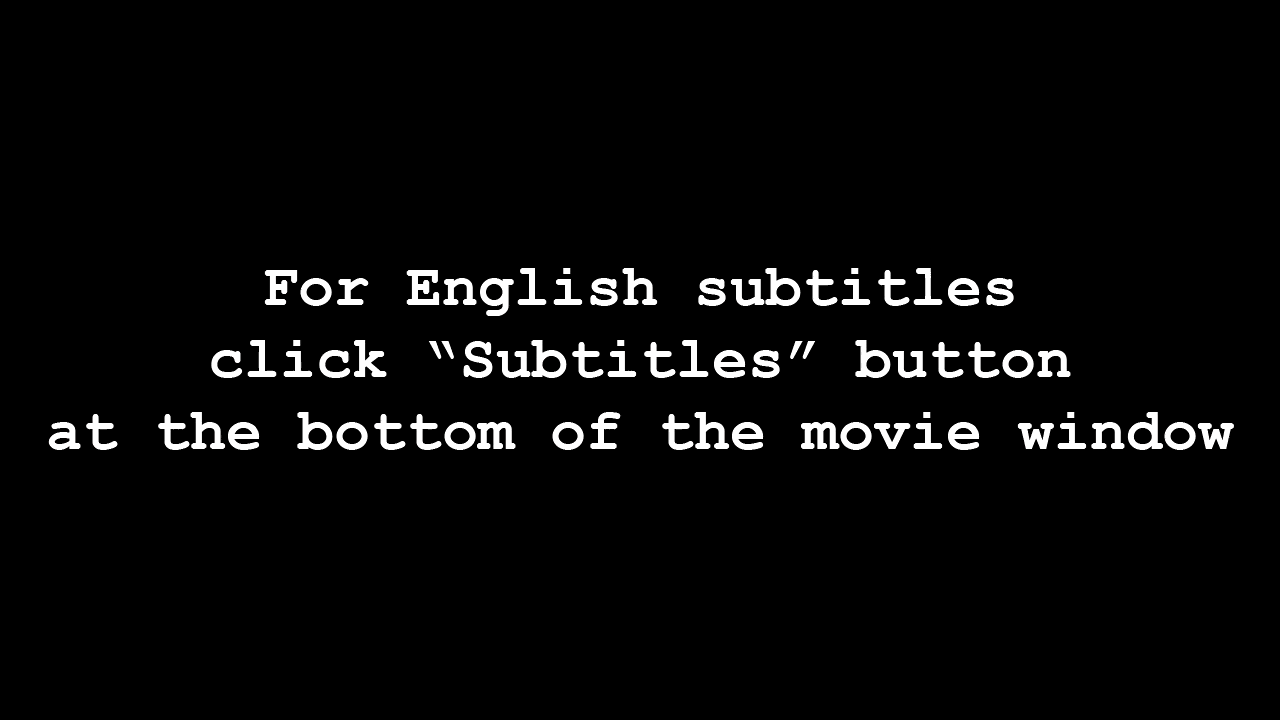 For English subtitles
click “Subtitles” button
at the bottom of the movie window